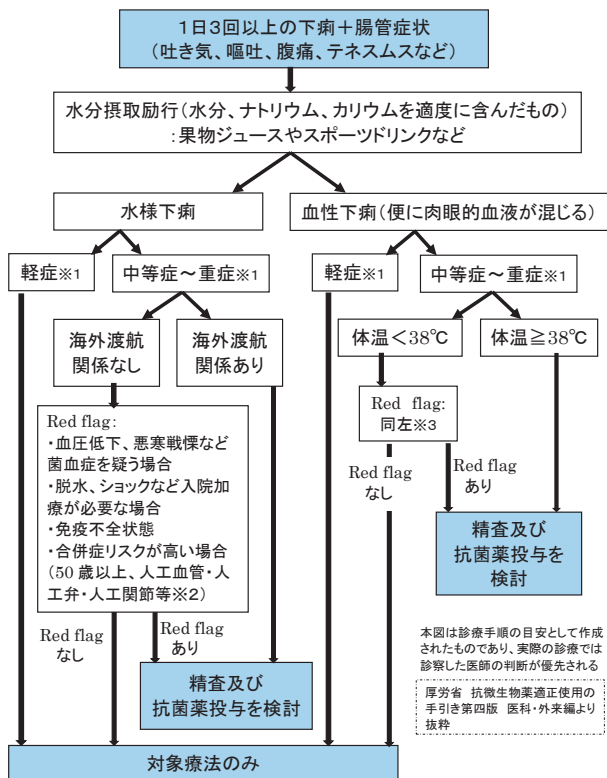 1日3回以上の下痢＋腸管症状
（吐き気、嘔吐、腹痛、テネスムスなど）
水分摂取励行（水分、ナトリウム、カリウムを適度に含んだもの）
：果物ジュースやスポーツドリンクなど
水様下痢
血性下痢（便に肉眼的血液が混じる）
軽症※1
中等症～重症※1
軽症※1
中等症～重症※1
海外渡航
関係なし
海外渡航
関係あり
体温＜38℃
体温≧38℃
Red flag:
・血圧低下、悪寒戦慄など
菌血症を疑う場合
・脱水、ショックなど入院加
療が必要な場合
・免疫不全状態
・合併症リスクが高い場合
（50 歳以上、人工血管・人
工弁・人工関節等※2）
Red flag:
同左※3
Red flag
なし
Red flag
あり
精査及び
抗菌薬投与を
検討
Red flag
なし
Red flag
あり
精査及び
抗菌薬投与を検討
本図は診療手順の目安として作成
されたものであり、実際の診療では
診察した医師の判断が優先される
厚労省 抗微生物薬適正使用の
手引き第四版 医科・外来編より
抜粋
対象療法のみ